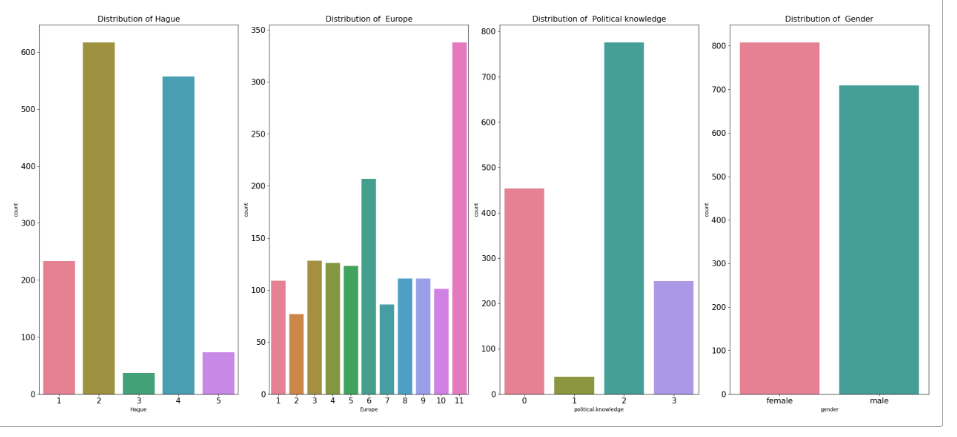 Distribution of Hague
600
500
400
300
200
100
0
count
1 2 3 4 5
Hague
Distribution of  Europe
350
300
250
200
150
100
50
0
count
1 2 3 4 5 6 7 8 9 10 11
Europe
Distribution of  Political knowledge
800
700
600
500
400
300
200
100
0
count
0 1 2 3
political.knowledge
Distribution of  Gender
800
700
600
500
400
300
200
100
0
count
female male
gender